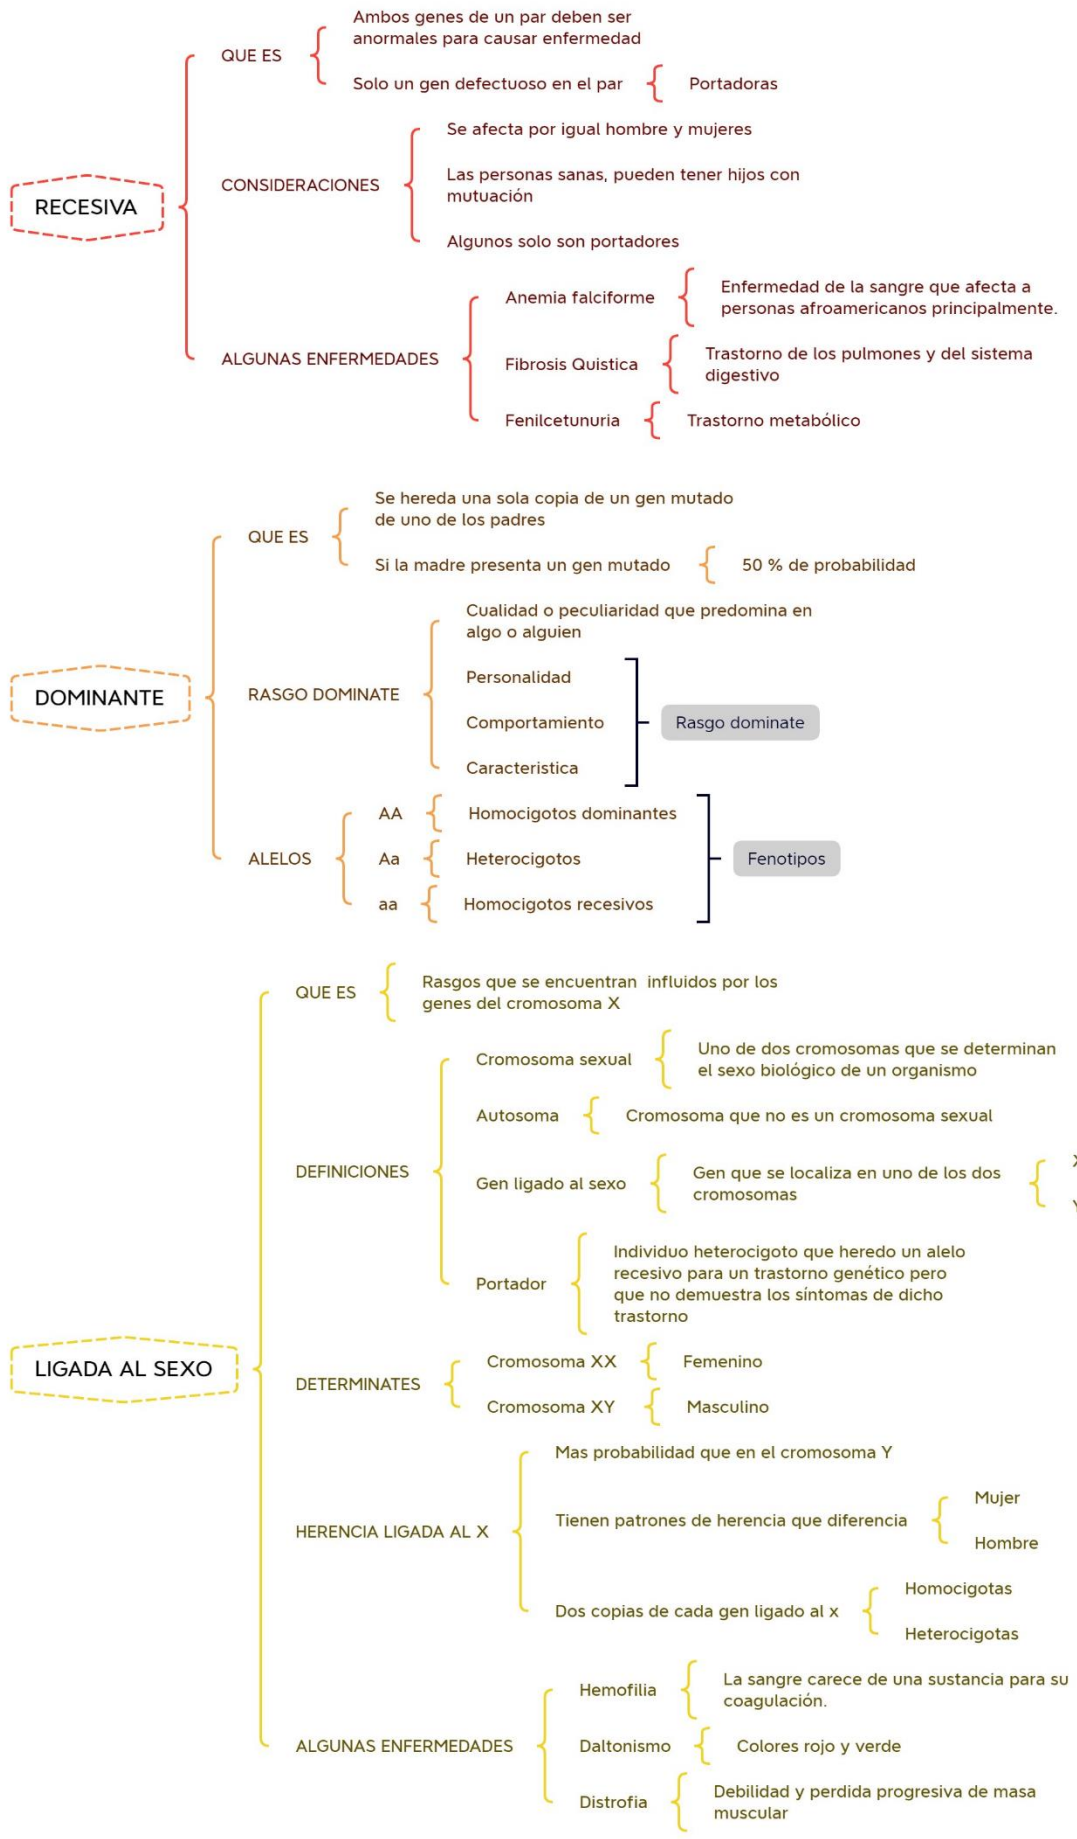 RECESIVA
QUE ES
Ambos genes de un par deben ser
anormales para causar enfermedad
Solo un gen defectuoso en el par
Portadoras
CONSIDERACIONES
Se afecta por igual hombre y mujeres
Las personas sanas, pueden tener hijos con
mutuación
Algunos solo son portadores
ALGUNAS ENFERMEDADES
Anemia falciforme
Enfermedad de la sangre que afecta a
personas afroamericanos principalmente.
Fibrosis Quistica
Trastorno de los pulmones y del sistema
digestivo
Fenilcetunuria
Trastorno metabólico
DOMINANTE
QUE ES
Se hereda una sola copia de un gen mutado
de uno de los padres
Si la madre presenta un gen mutado
50 % de probabilidad
RASGO DOMINATE
Cualidad o peculiaridad que predomina en
algo o alguien
Personalidad
Comportamiento
Caracteristica
Rasgo dominate
ALELOS
AA
Homocigotos dominantes
Aa
Heterocigotos
aa
Homocigotos recesivos
Fenotipos
LIGADA AL SEXO
QUE ES
Rasgos que se encuentran influidos por los
genes del cromosoma X
DEFINICIONES
Cromosoma sexual
Uno de dos cromosomas que se determinan
el sexo biológico de un organismo
Autosoma
Cromosoma que no es un cromosoma sexual
Gen ligado al sexo
Gen que se localiza en uno de los dos
cromosomas
X
Y
Portador
Individuo heterocigoto que heredo un alelo
recesivo para un trastorno genético pero
que no demuestra los síntomas de dicho
trastorno
DETERMINATES
Cromosoma XX
Femenino
Cromosoma XY
Masculino
HERENCIA LIGADA AL X
Mas probabilidad que en el cromosoma Y
Tienen patrones de herencia que diferencia
Mujer
Hombre
Dos copias de cada gen ligado al x
Homocigotas
Heterocigotas
ALGUNAS ENFERMEDADES
Hemofilia
La sangre carece de una sustancia para su
coagulación.
Daltonismo
Colores rojo y verde
Distrofia
Debilidad y perdida progresiva de masa
muscular